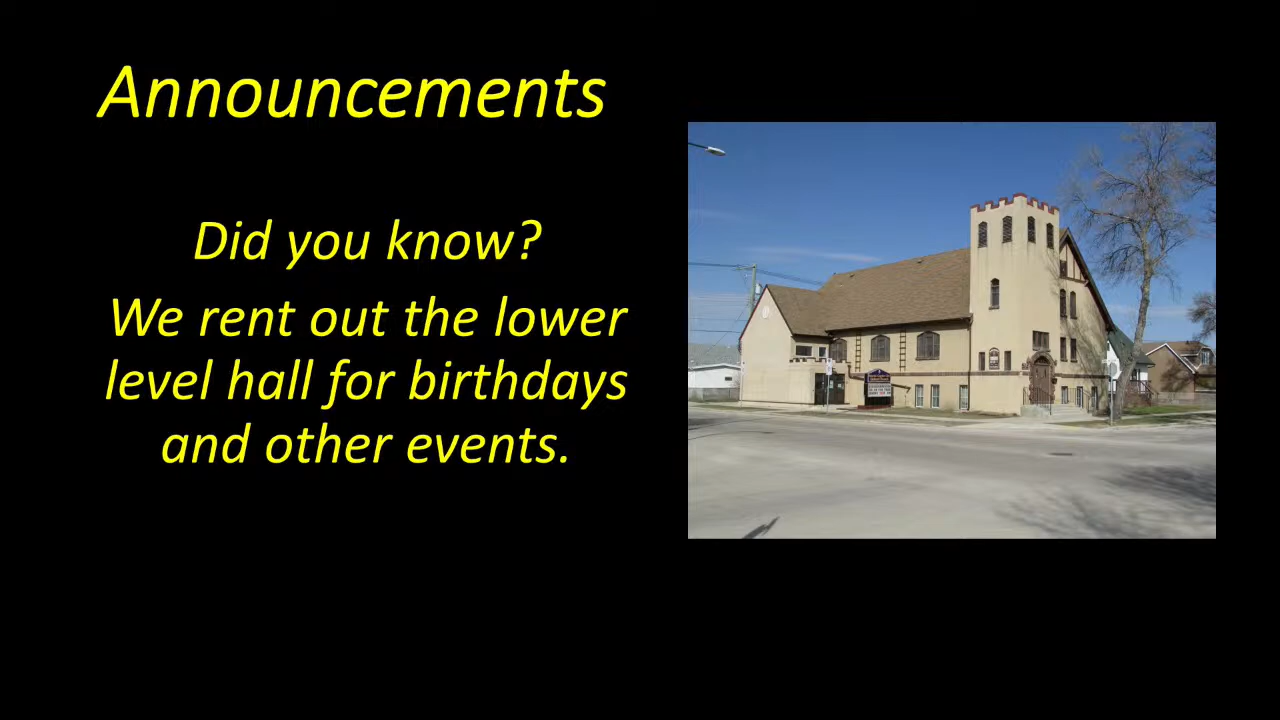 Announcements
Did you know?
We rent out the lower
level hall for birthdays
and other events.